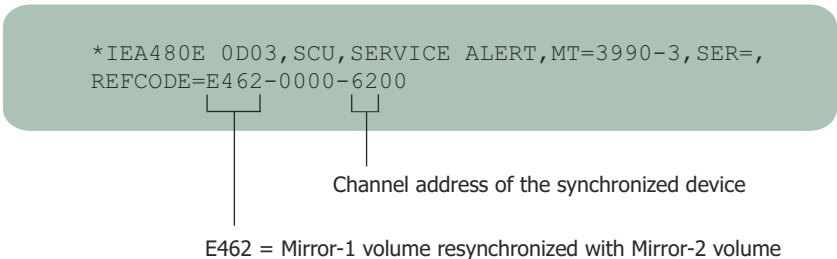 *IEA480E 0D03,SCU,SERVICE ALERT,MT=3990-3,SER=,
REFCODE=E462-0000-6200
Channel address of the synchronized device
E462 = Mirror-1 volume resynchronized with Mirror-2 volume